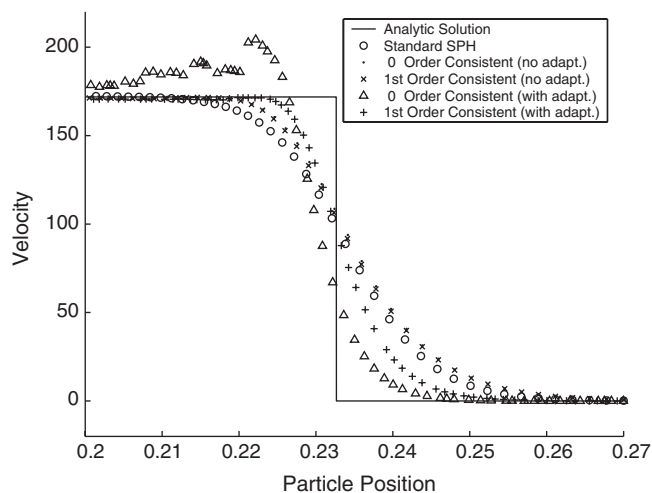 Analytic Solution
Standard SPH
0 Order Consistent (no adapt.)
1st Order Consistent (no adapt.)
0 Order Consistent (with adapt.)
1st Order Consistent (with adapt.)
200
150
100
50
0
Velocity
0.2 0.21 0.22 0.23 0.24 0.25 0.26 0.27
Particle Position